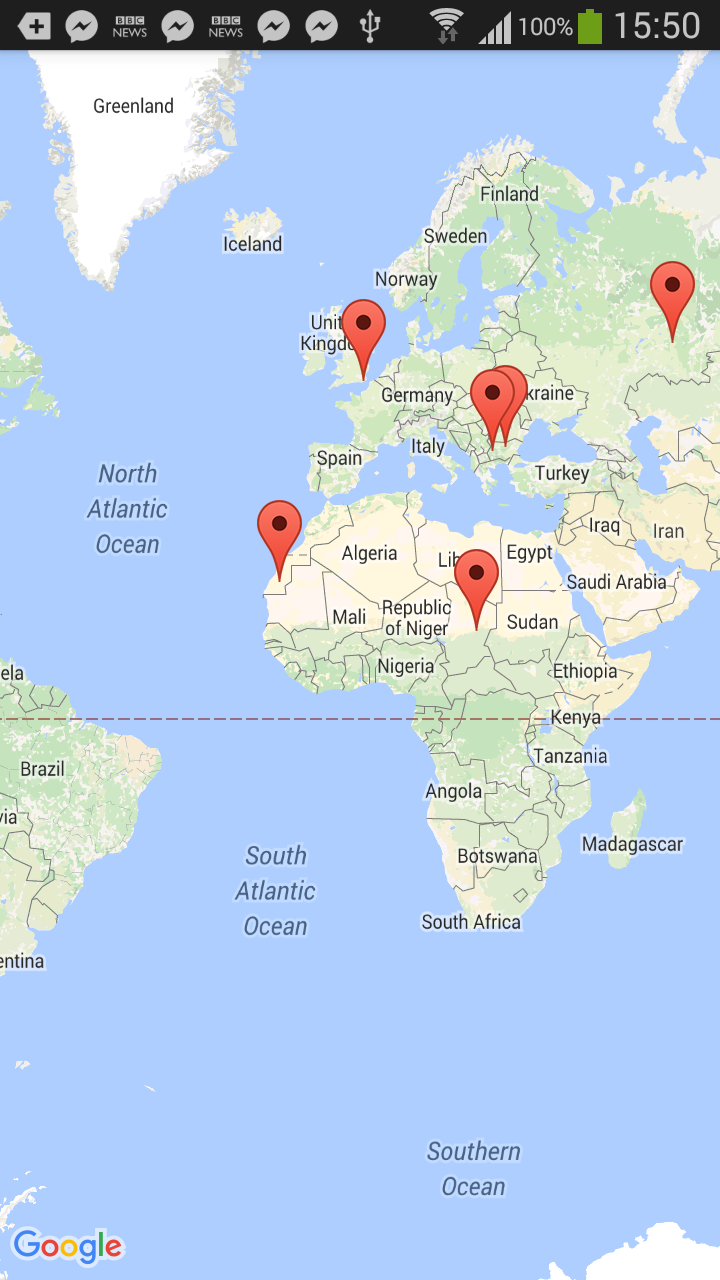 BBC
NEWS
BBC
NEWS
100%
15:50
Greenland
Finland
Iceland
Sweden
Norway
Unit
Kingdo
Germany
kraine
Italy
Spain
Turkey
North
Atlantic
Ocean
Iraq
Iran
Algeria
Lib
Egypt
Saudi Arabia
Mali
Republic
of Niger
Sudan
Nigeria
Ethiopia
ela
Kenya
Brazil
Tanzania
Angola
via
Madagascar
South
Atlantic
Ocean
Botswana
South Africa
entina
Southern
Ocean
Google